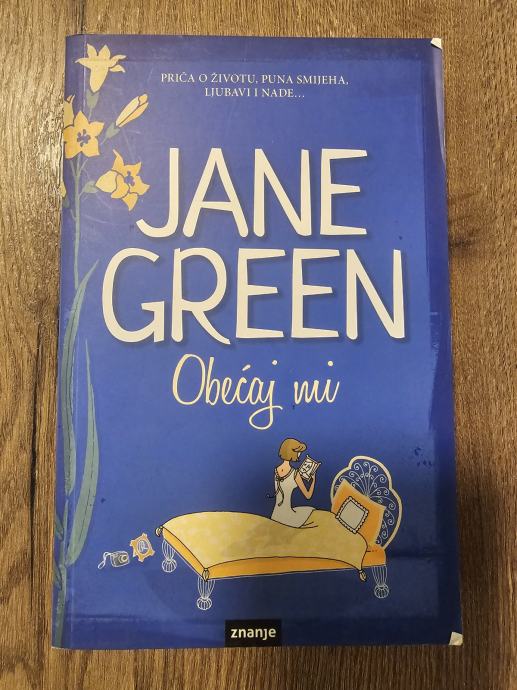 PRIČA O ŽIVOTU, PUNA SMIJEHA,
LJUBAVI I NADE...
JANE
GREEN
Obećaj mi
znanje